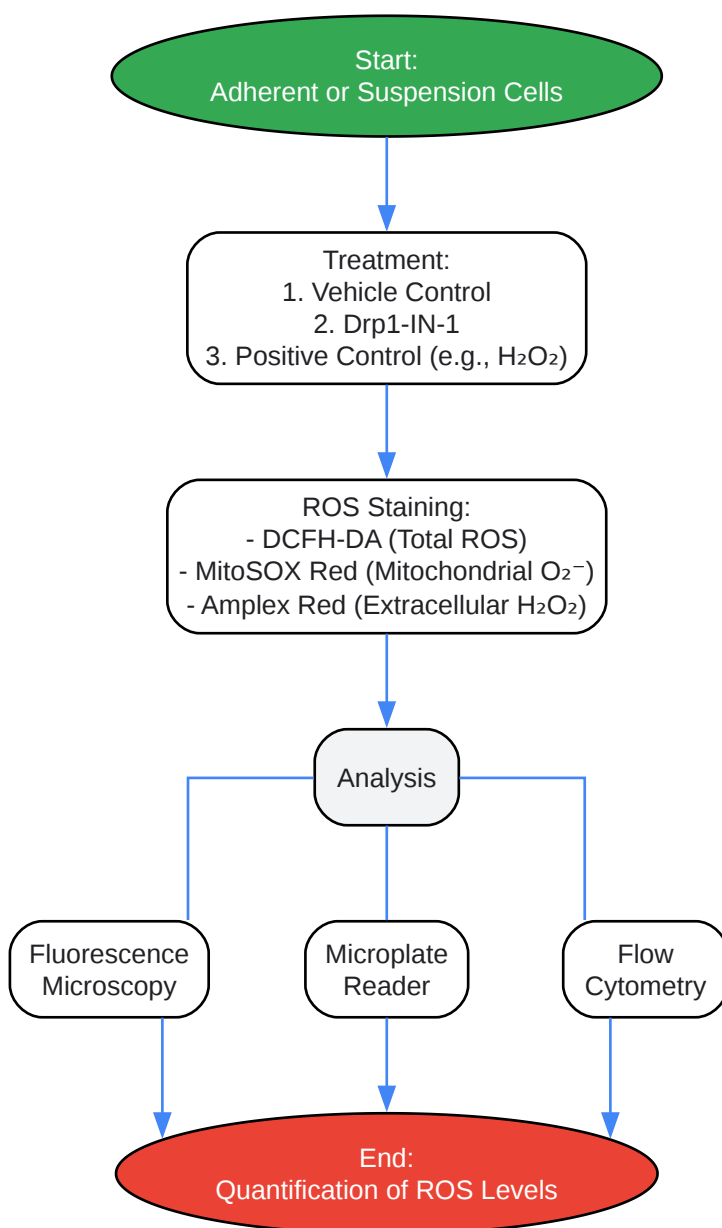 Start:
Adherent or Suspension Cells
Treatment:
1. Vehicle Control
2. Drp1-IN-1
3. Positive Control (e.g., H₂O₂)
ROS Staining:
- DCFH-DA (Total ROS)
- MitoSOX Red (Mitochondrial O₂⁻)
- Amplex Red (Extracellular H₂O₂)
Analysis
Fluorescence
Microscopy
Microplate
Reader
Flow
Cytometry
End:
Quantification of ROS Levels